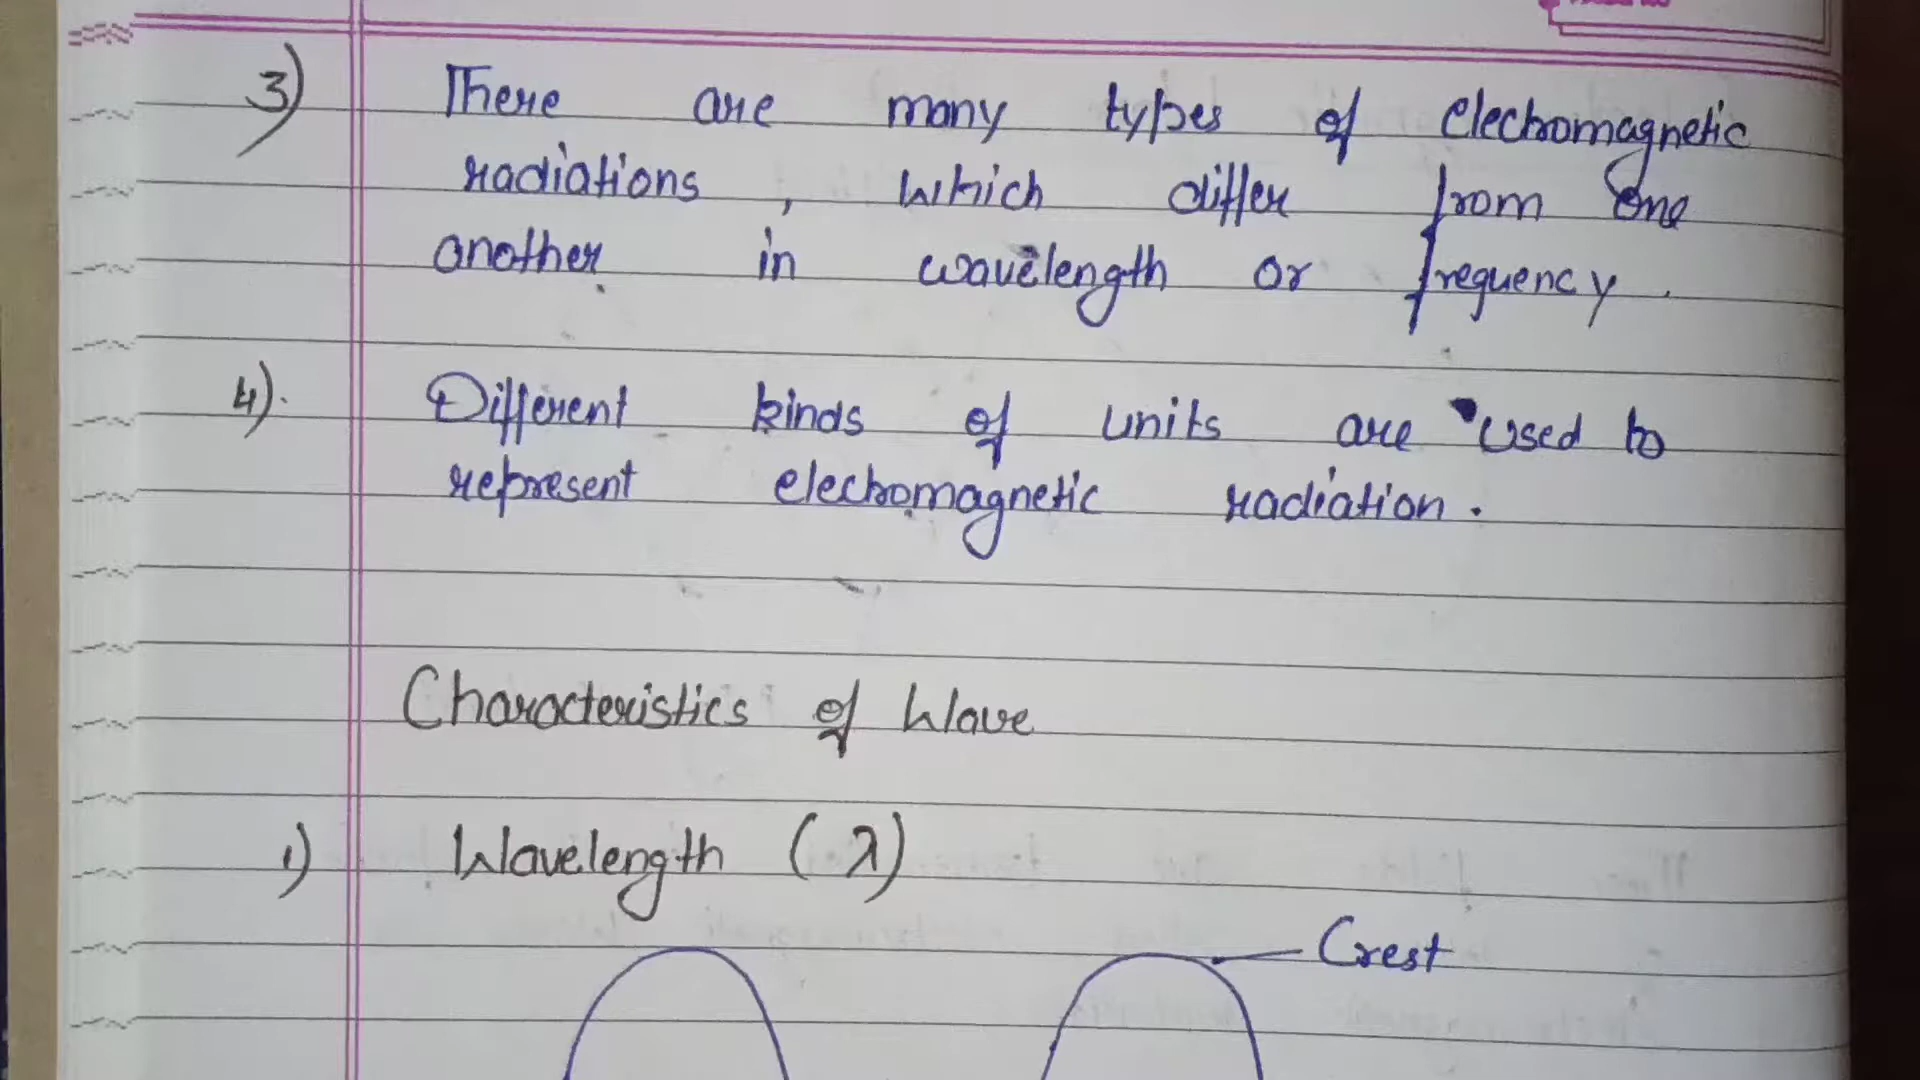 3) There are many types of electromagnetic
radiations, which differ from one
another in wavelength or frequency.
4). Different kinds of units are used to
represent electromagnetic radiation.
Characteristics of Wave
1) Wavelength (λ)
Crest